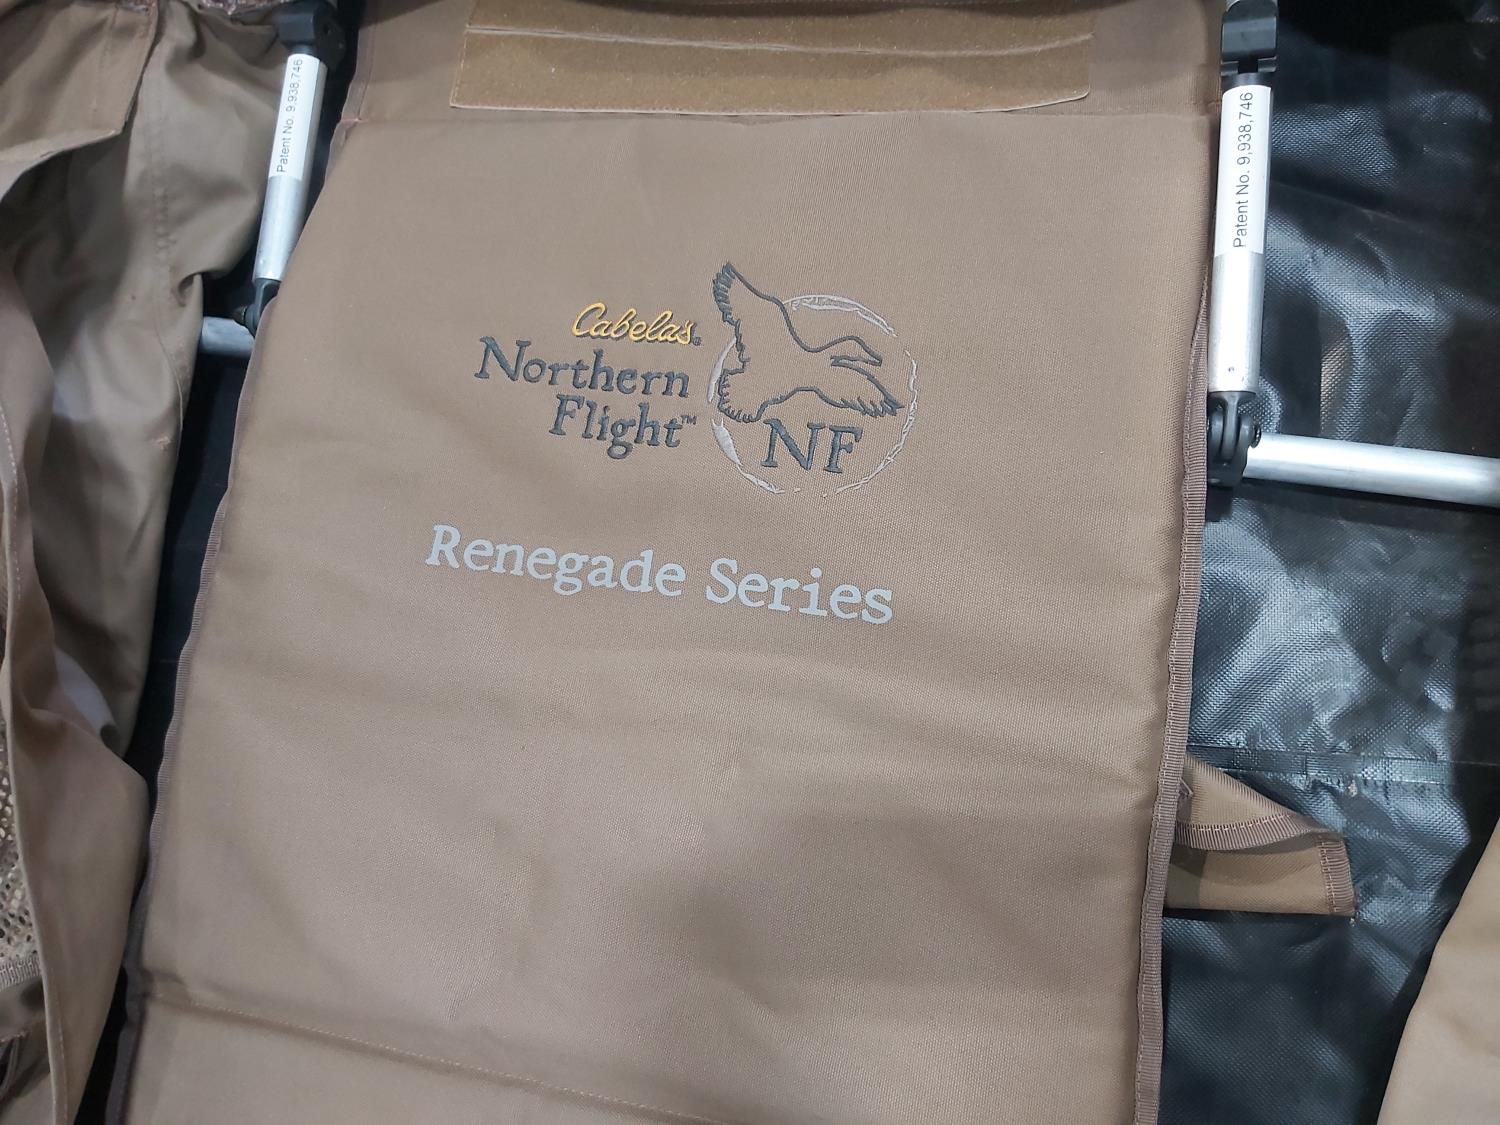 Patent No. 9,938,746
Patent No. 9,938,746
Cabela's®
Northern
Flight™
NF
Renegade Series